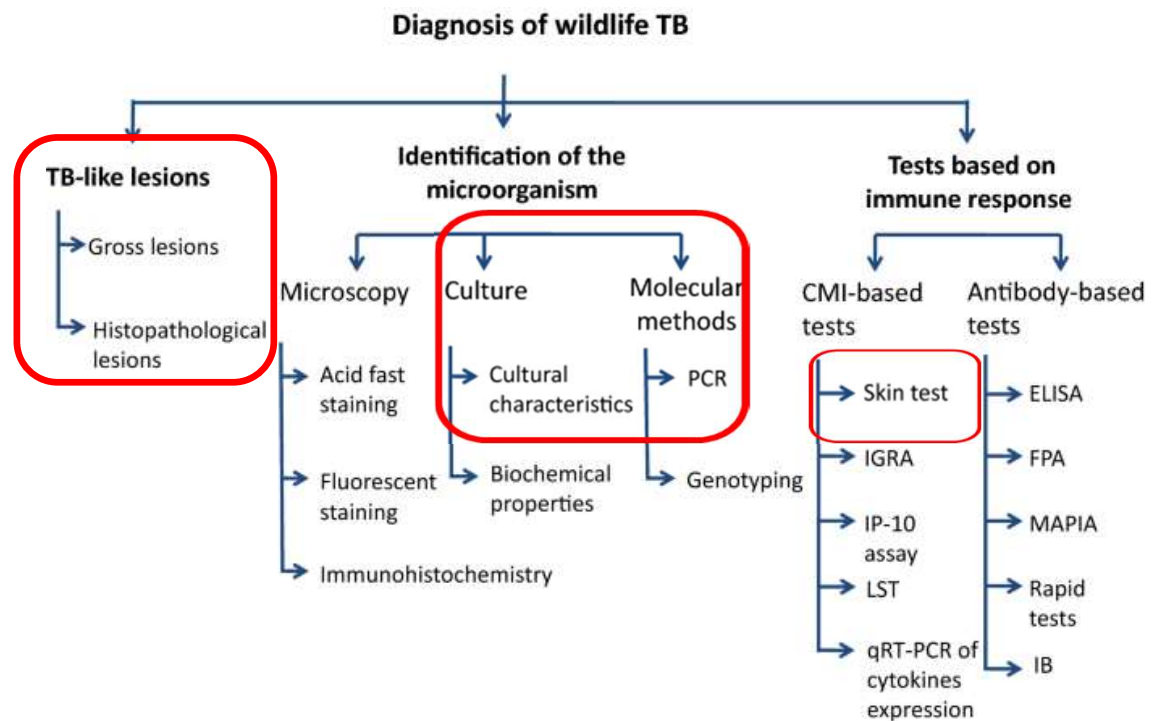 Diagnosis of wildlife TB
TB-like lesions
Gross lesions
Histopathological
lesions
Identification of the
microorganism
Microscopy
Acid fast
staining
Fluorescent
staining
Immunohistochemistry
Culture
Cultural
characteristics
Biochemical
properties
Molecular
methods
PCR
Genotyping
Tests based on
immune response
CMI-based
tests
Skin test
IGRA
IP-10
assay
LST
qRT-PCR of
cytokines
expression
Antibody-based
tests
ELISA
FPA
MAPIA
Rapid
tests
IB